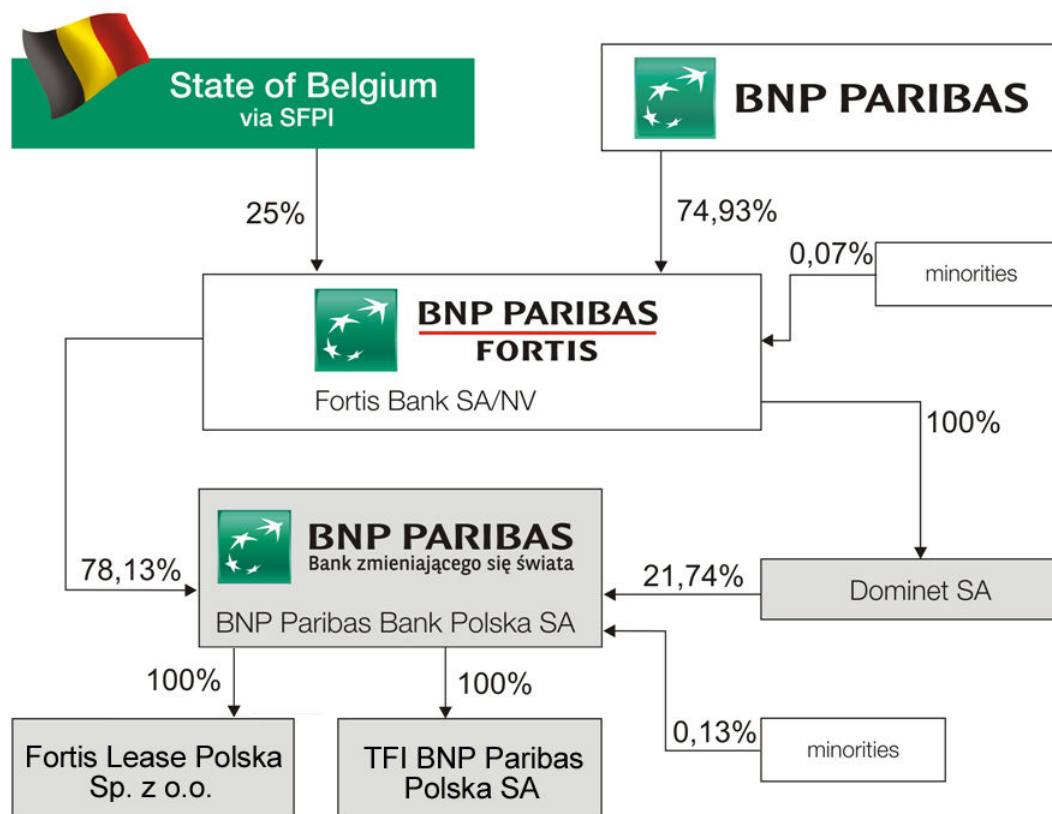 State of Belgium
via SFPI
BNP PARIBAS
25%
74,93%
0,07%
minorities
BNP PARIBAS
FORTIS
Fortis Bank SA/NV
100%
BNP PARIBAS
Bank zmieniającego się świata
78,13%
21,74%
Dominet SA
BNP Paribas Bank Polska SA
100%
100%
0,13%
minorities
Fortis Lease Polska
Sp. z o.o.
TFI BNP Paribas
Polska SA